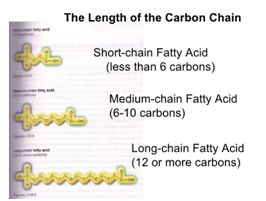 The Length of the Carbon Chain
Short-chain Fatty Acid
(less than 6 carbons)
Medium-chain Fatty Acid
(6-10 carbons)
Long-chain Fatty Acid
(12 or more carbons)